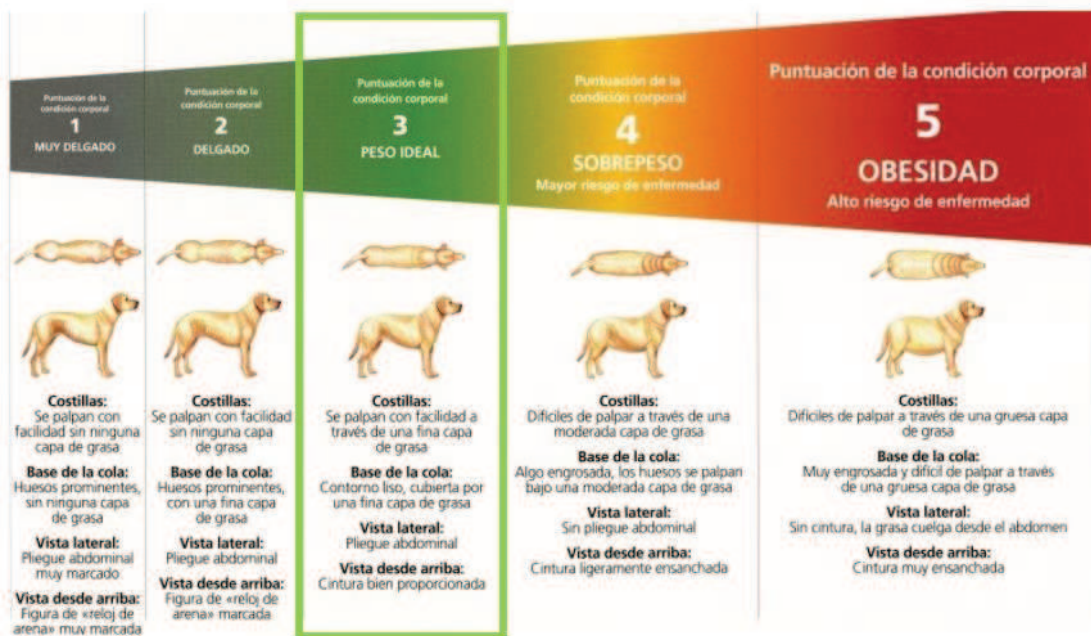 Puntuación de la
condición corporal
1
MUY DELGADO
Costillas:
Se palpan con
facilidad sin ninguna
capa de grasa
Base de la cola:
Huesos prominentes,
sin ninguna capa
de grasa
Vista lateral:
Pliegue abdominal
muy marcado
Vista desde arriba:
Figura de «reloj de
arena» muy marcada
Puntuación de la
condición corporal
2
DELGADO
Costillas:
Se palpan con facilidad
sin ninguna capa de
grasa
Base de la cola:
Huesos prominentes,
con una fina capa
de grasa
Vista lateral:
Pliegue abdominal
Vista desde arriba:
Figura de «reloj de
arena» marcada
Puntuación de la
condición corporal
3
PESO IDEAL
Costillas:
Se palpan con facilidad a
través de una fina capa
de grasa
Base de la cola:
Contorno liso, cubierta por
una fina capa de grasa
Vista lateral:
Pliegue abdominal
Vista desde arriba:
Cintura bien proporcionada
Puntuación de la
condición corporal
4
SOBREPESO
Mayor riesgo de enfermedad
Costillas:
Difíciles de palpar a través de una
moderada capa de grasa
Base de la cola:
Algo engrosada, los huesos se palpan
bajo una moderada capa de grasa
Vista lateral:
Sin pliegue abdominal
Vista desde arriba:
Cintura ligeramente ensanchada
Puntuación de la condición corporal
5
OBESIDAD
Alto riesgo de enfermedad
Costillas:
Difíciles de palpar a través de una gruesa capa
de grasa
Base de la cola:
Muy engrosada y difícil de palpar a través
de una gruesa capa de grasa
Vista lateral:
Sin cintura, la grasa cuelga desde el abdomen
Vista desde arriba:
Cintura muy ensanchada